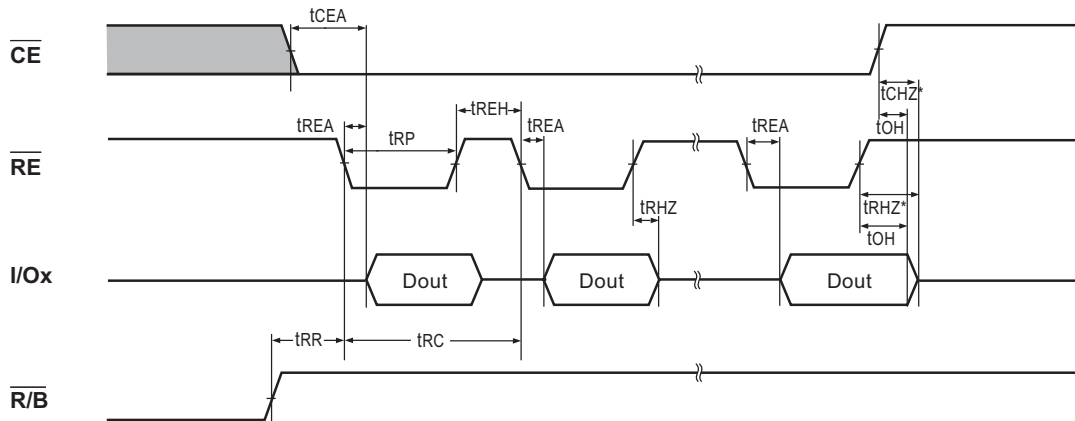 tCEA
CE
tCHZ*
tREA
tREH
tREA
tREA
tOH
tRP
RE
tRHZ
tRHZ*
tOH
I/Ox
Dout
Dout
Dout
tRR
tRC
R/B